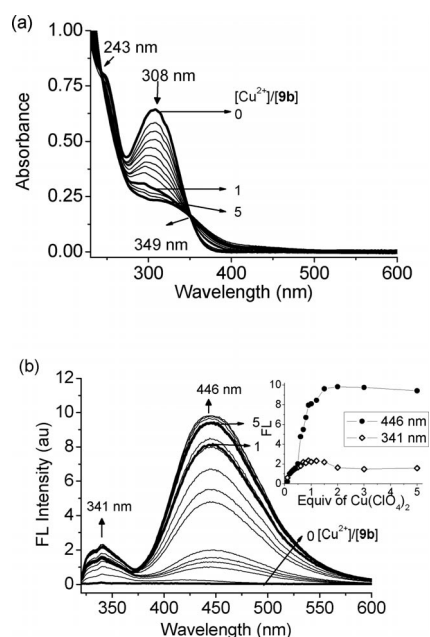 (a)
1.00
243 nm
308 nm
[Cu²⁺]/[9b]
0.75
0
Absorbance
0.50
0.25
1
5
349 nm
0.00
300
400
500
600
Wavelength (nm)
(b)
12
446 nm
10
5
8
1
6
4
341 nm
2
0
FL Intensity (au)
10
8
6
4
2
0
FL
446 nm
341 nm
0
1
2
3
4
5
Equiv of Cu(ClO₄)₂
0 [Cu²⁺]/[9b]
350
400
450
500
550
600
Wavelength (nm)